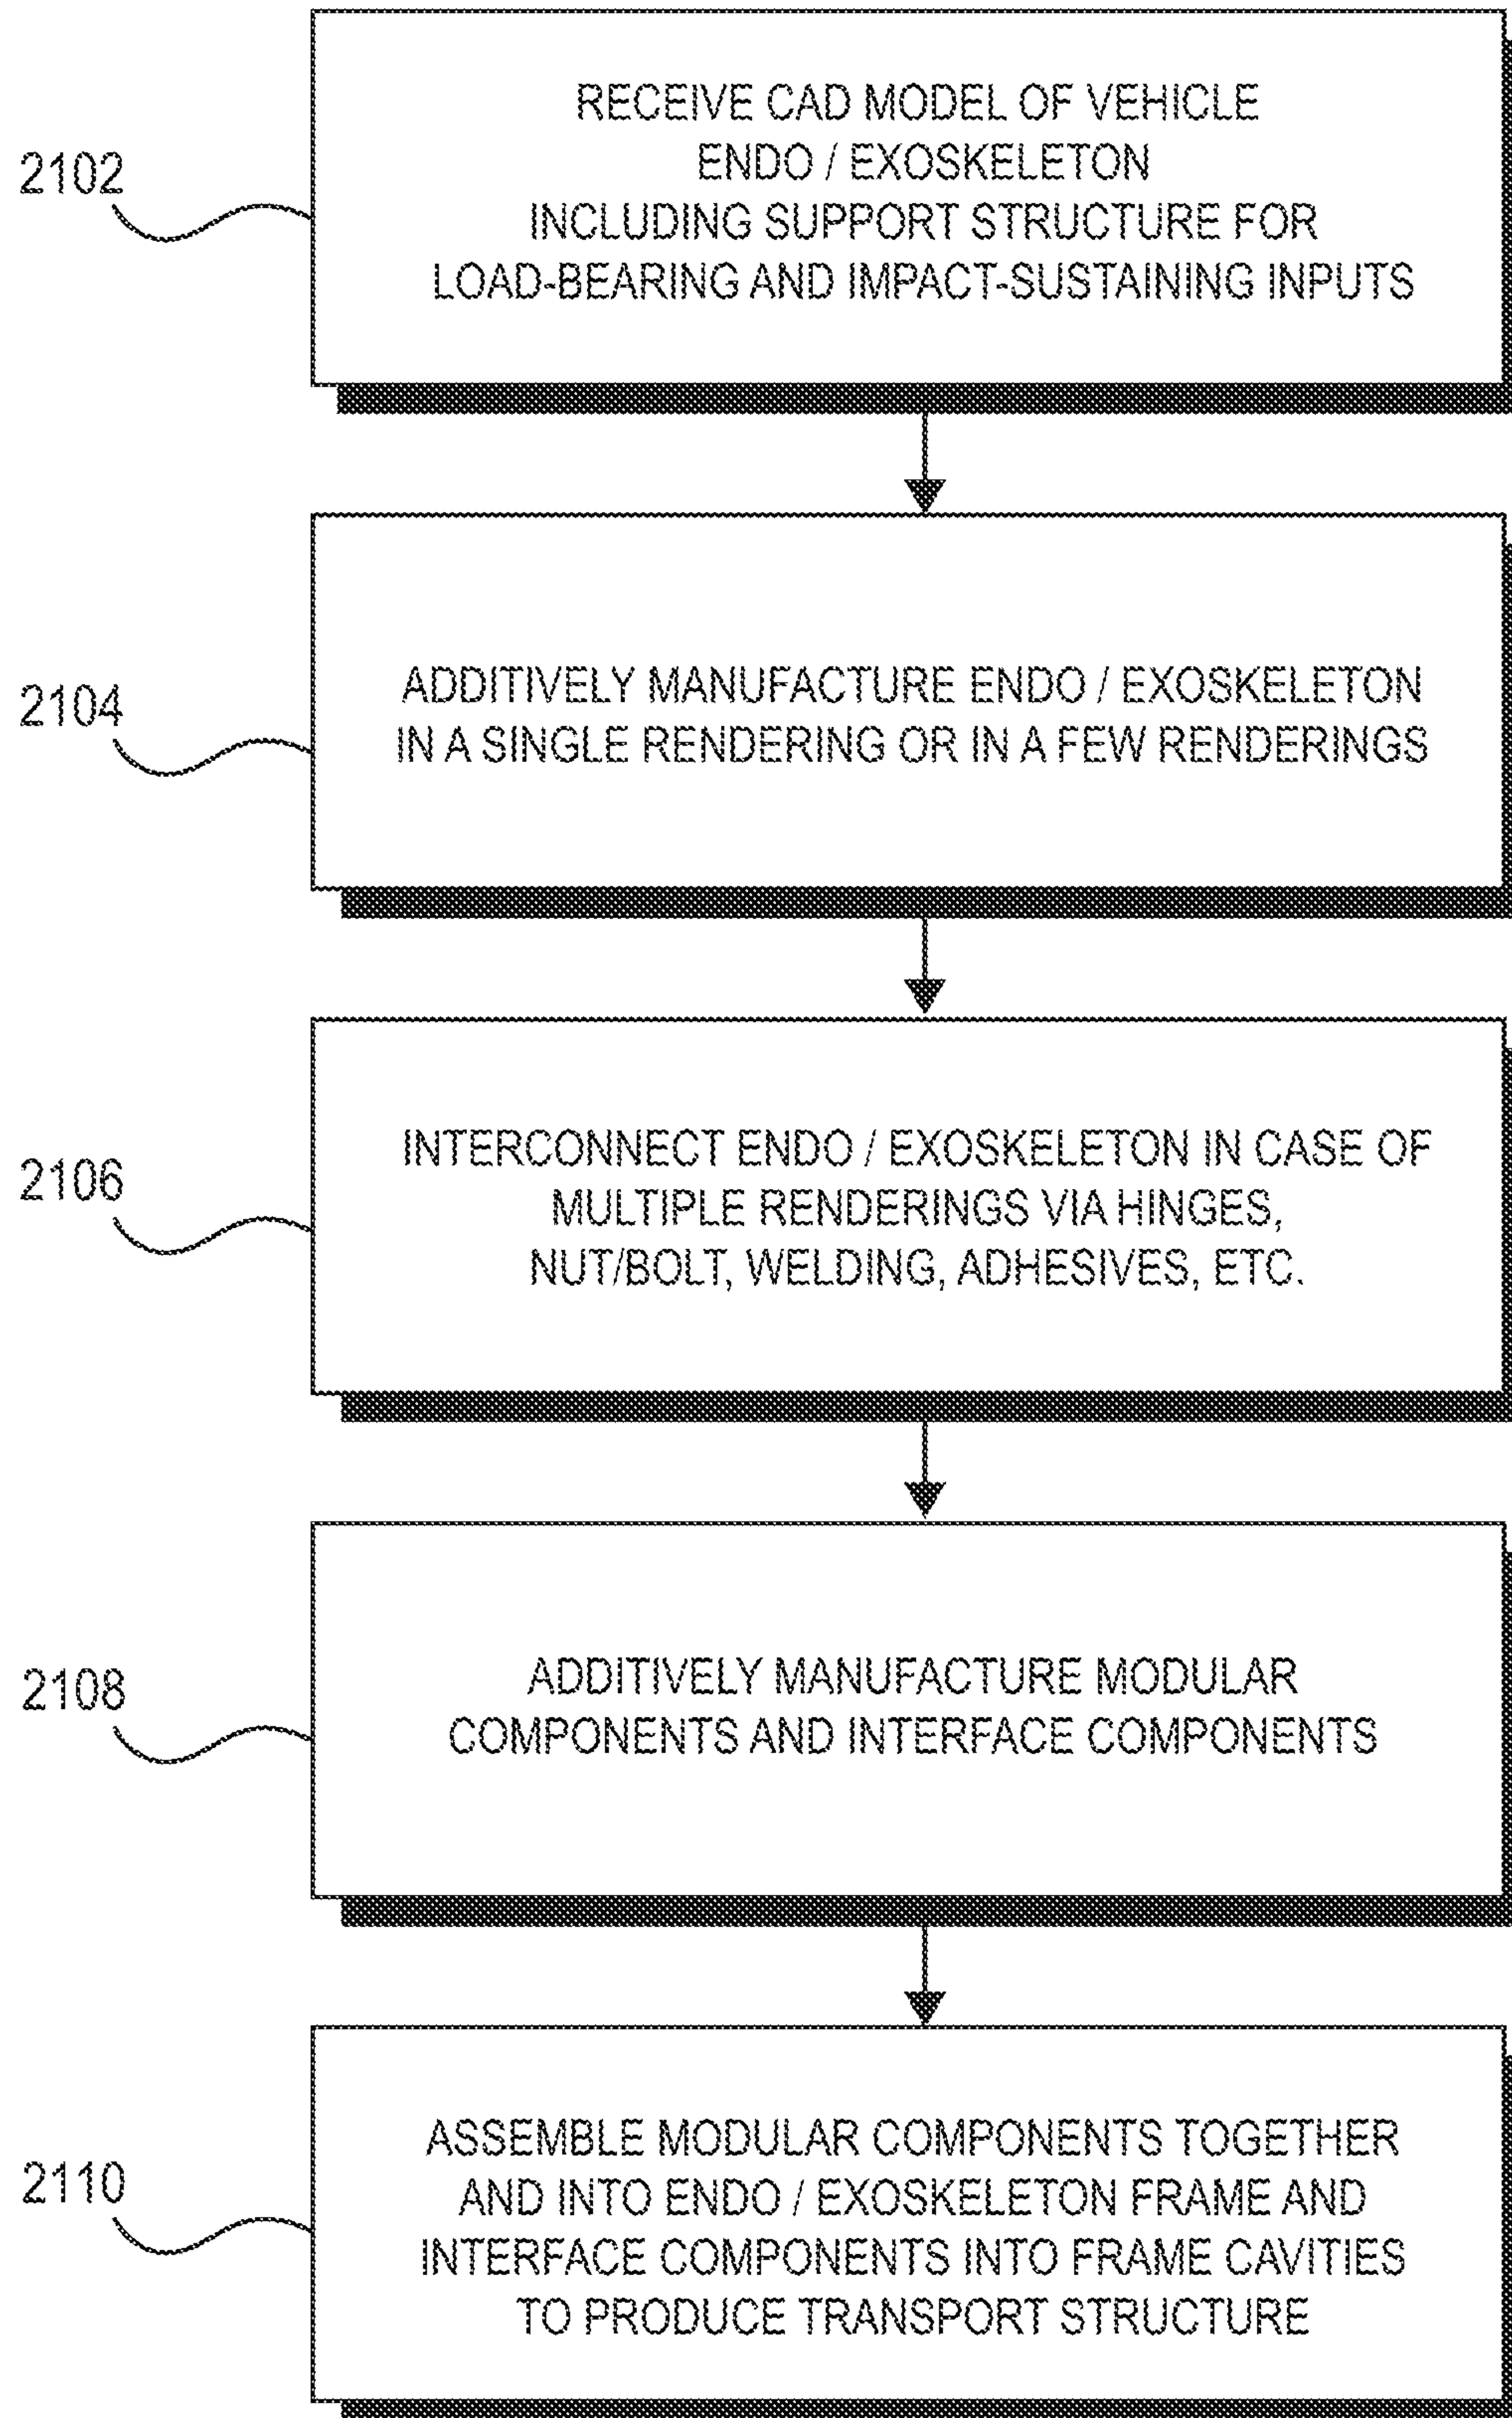 2102
RECEIVE CAD MODEL OF VEHICLE
ENDO / EXOSKELETON
INCLUDING SUPPORT STRUCTURE FOR
LOAD-BEARING AND IMPACT-SUSTAINING INPUTS
2104
ADDITIVELY MANUFACTURE ENDO / EXOSKELETON
IN A SINGLE RENDERING OR IN A FEW RENDERINGS
2106
INTERCONNECT ENDO / EXOSKELETON IN CASE OF
MULTIPLE RENDERINGS VIA HINGES,
NUT/BOLT, WELDING, ADHESIVES, ETC.
2108
ADDITIVELY MANUFACTURE MODULAR
COMPONENTS AND INTERFACE COMPONENTS
2110
ASSEMBLE MODULAR COMPONENTS TOGETHER
AND INTO ENDO / EXOSKELETON FRAME AND
INTERFACE COMPONENTS INTO FRAME CAVITIES
TO PRODUCE TRANSPORT STRUCTURE